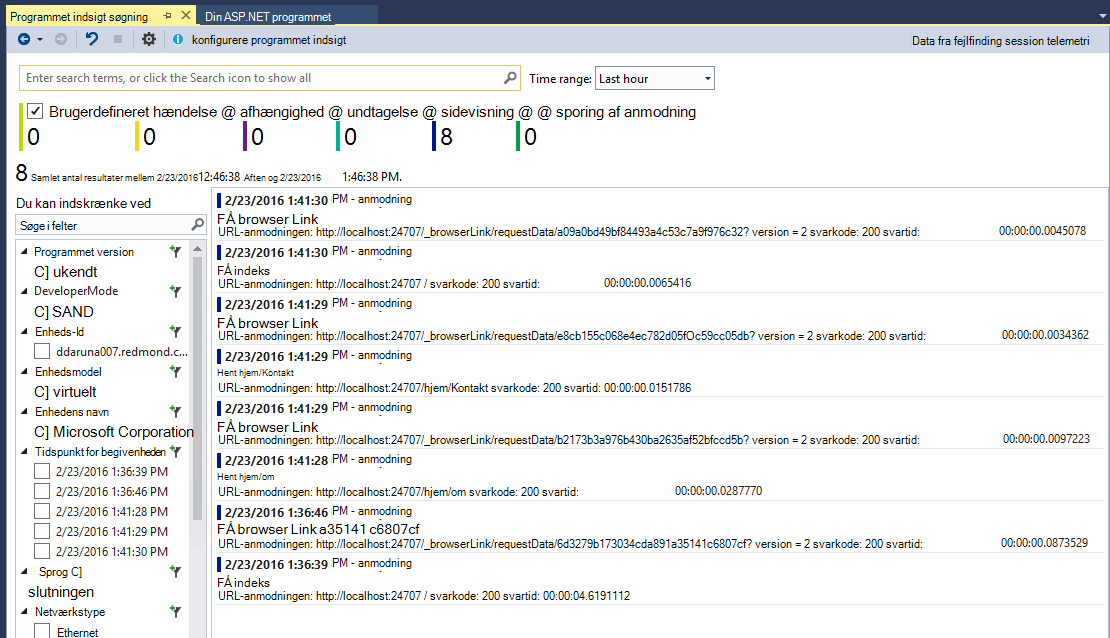 Programmet indsigt søgning
Din ASP.NET programmet
konfigurere programmet indsigt
Data fra fejlfinding session telemetri
Enter search terms, or click the Search icon to show all
Time range: Last hour
Brugerdefineret hændelse @ afhængighed @ undtagelse @ sidevisning @ @ sporing af anmodning
0 0 0 0 8 0
8 Samlet antal resultater mellem 2/23/201612:46:38 Aften og 2/23/2016 1:46:38 PM.
Du kan indskrænke ved
Søge i felter
Programmet version
C] ukendt
DeveloperMode
C] SAND
Enheds-Id
ddaruna007.redmond.c...
Enhedsmodel
C] virtuelt
Enhedens navn
C] Microsoft Corporation
Tidspunkt for begivenheden
2/23/2016 1:36:39 PM
2/23/2016 1:36:46 PM
2/23/2016 1:41:28 PM
2/23/2016 1:41:29 PM
2/23/2016 1:41:30 PM
Sprog C]
slutningen
Netværkstype
Ethernet
2/23/2016 1:41:30 PM - anmodning
FÅ browser Link
URL-anmodningen: http://localhost:24707/_browserLink/requestData/a09a0bd49bf84493a4c53c7a9f976c32? version = 2 svarkode: 200 svartid: 00:00:00.0045078
2/23/2016 1:41:30 PM - anmodning
FÅ indeks
URL-anmodningen: http://localhost:24707 / svarkode: 200 svartid: 00:00:00.0065416
2/23/2016 1:41:29 PM - anmodning
FÅ browser Link
URL-anmodningen: http://localhost:24707/_browserLink/requestData/e8cb155c068e4ec782d05fOc59cc05db? version = 2 svarkode: 200 svartid: 00:00:00.0034362
2/23/2016 1:41:29 PM - anmodning
Hent hjem/Kontakt
URL-anmodningen: http://localhost:24707/hjem/Kontakt svarkode: 200 svartid: 00:00:00.0151786
2/23/2016 1:41:29 PM - anmodning
FÅ browser Link
URL-anmodningen: http://localhost:24707/_browserLink/requestData/b2173b3a976b430ba2635af52bfccd5b? version = 2 svarkode: 200 svartid: 00:00:00.0097223
2/23/2016 1:41:28 PM - anmodning
Hent hjem/om
URL-anmodningen: http://localhost:24707/hjem/om svarkode: 200 svartid: 00:00:00.0287770
2/23/2016 1:36:46 PM - anmodning
FÅ browser Link a35141 c6807cf
URL-anmodningen: http://localhost:24707/_browserLink/requestData/6d3279b173034cda891a35141c6807cf? version = 2 svarkode: 200 svartid: 00:00:00.0873529
2/23/2016 1:36:39 PM - anmodning
FÅ indeks
URL-anmodningen: http://localhost:24707 / svarkode: 200 svartid: 00:00:04.6191112